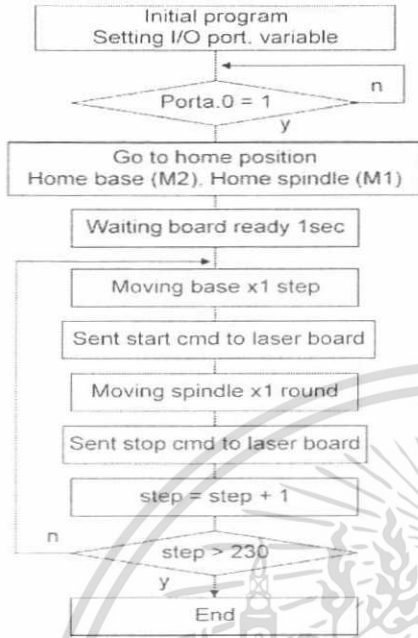 Initial program
Setting I/O port, variable
n
Porta.0 = 1
y
Go to home position
Home base (M2), Home spindle (M1)
Waiting board ready 1sec
Moving base x1 step
Sent start cmd to laser board
Moving spindle x1 round
Sent stop cmd to laser board
step = step + 1
n
step > 230
y
End